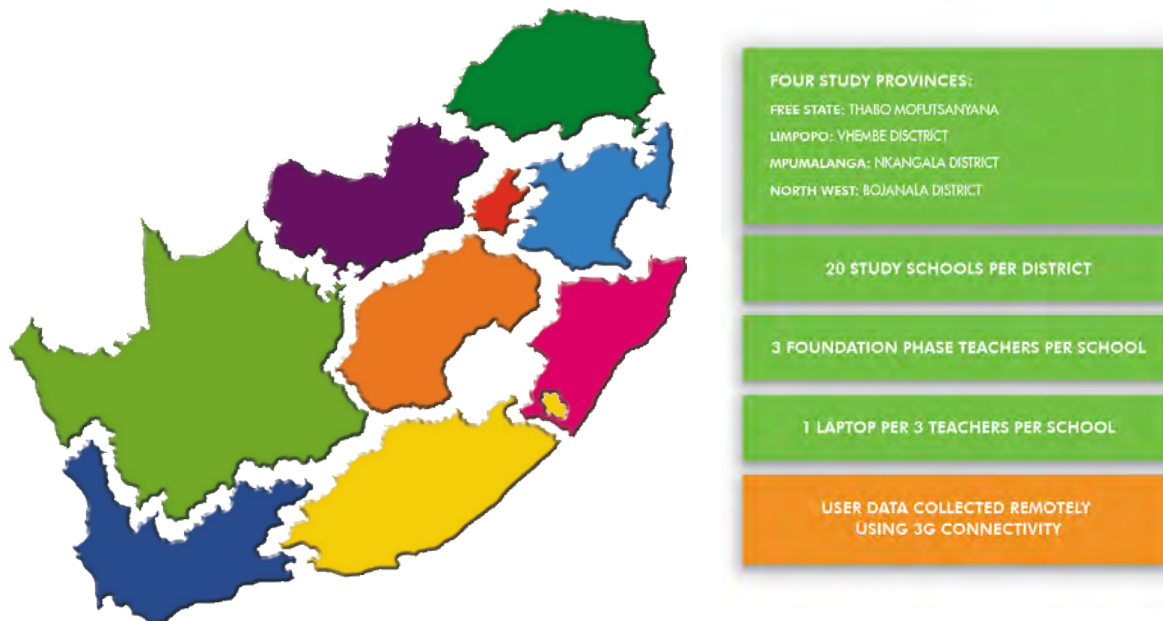 FOUR STUDY PROVINCES:
FREE STATE: THABO MOFUTSANYANA
LIMPOPO: VHEMBE DISCTRICT
MPUMALANGA: NKANGALA DISTRICT
NORTH WEST: BOJANALA DISTRICT
20 STUDY SCHOOLS PER DISTRICT
3 FOUNDATION PHASE TEACHERS PER SCHOOL
1 LAPTOP PER 3 TEACHERS PER SCHOOL
USER DATA COLLECTED REMOTELY
USING 3G CONNECTIVITY